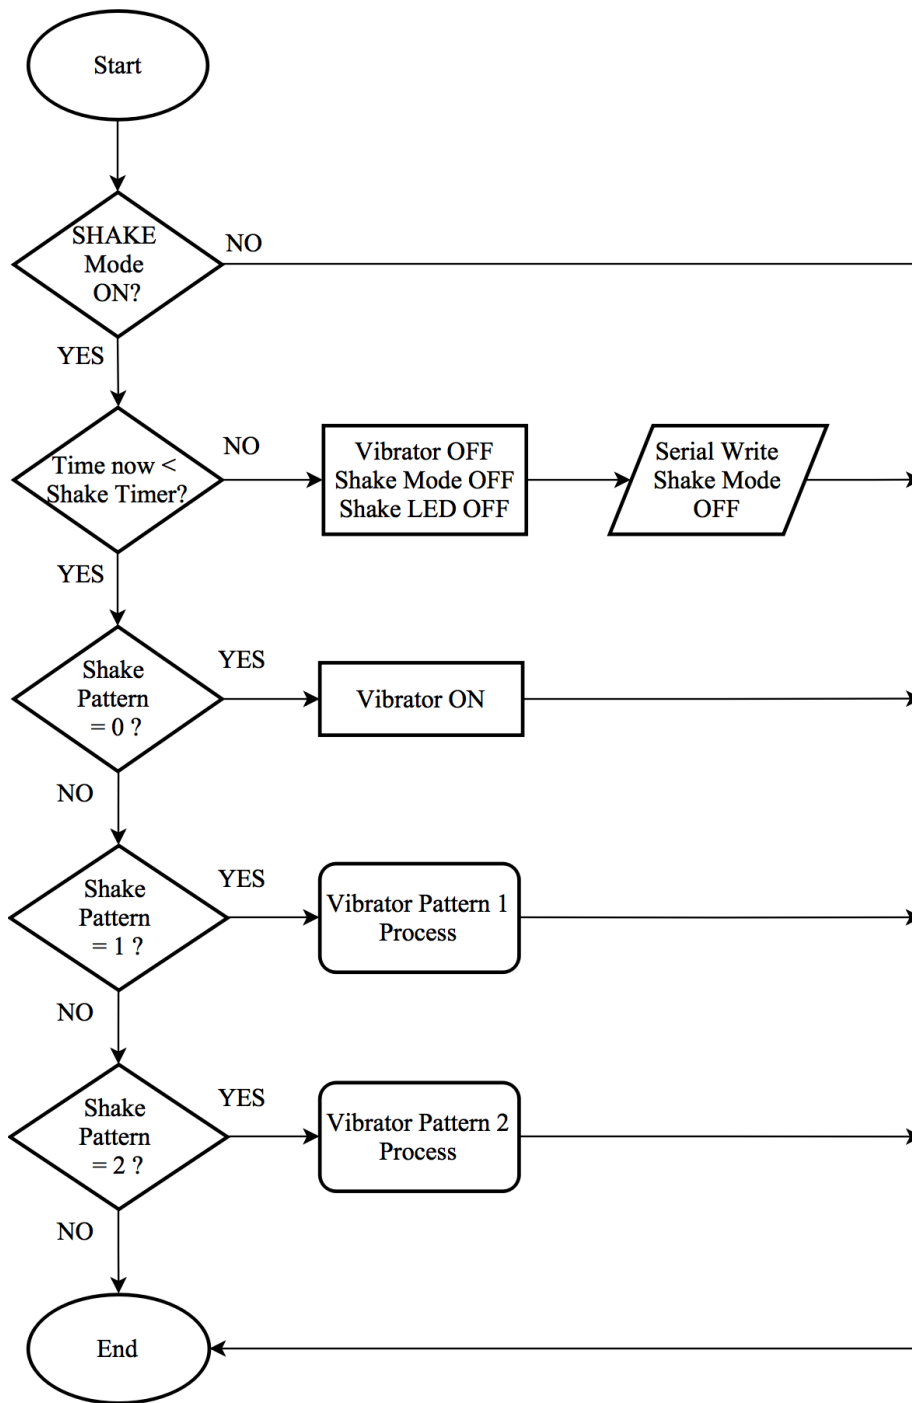 Start
SHAKE
Mode
ON?
NO
YES
Time now <
Shake Timer?
NO
Vibrator OFF
Shake Mode OFF
Shake LED OFF
Serial Write
Shake Mode
OFF
YES
Shake
Pattern
= 0 ?
YES
Vibrator ON
NO
Shake
Pattern
= 1 ?
YES
Vibrator Pattern 1
Process
NO
Shake
Pattern
= 2 ?
YES
Vibrator Pattern 2
Process
NO
End